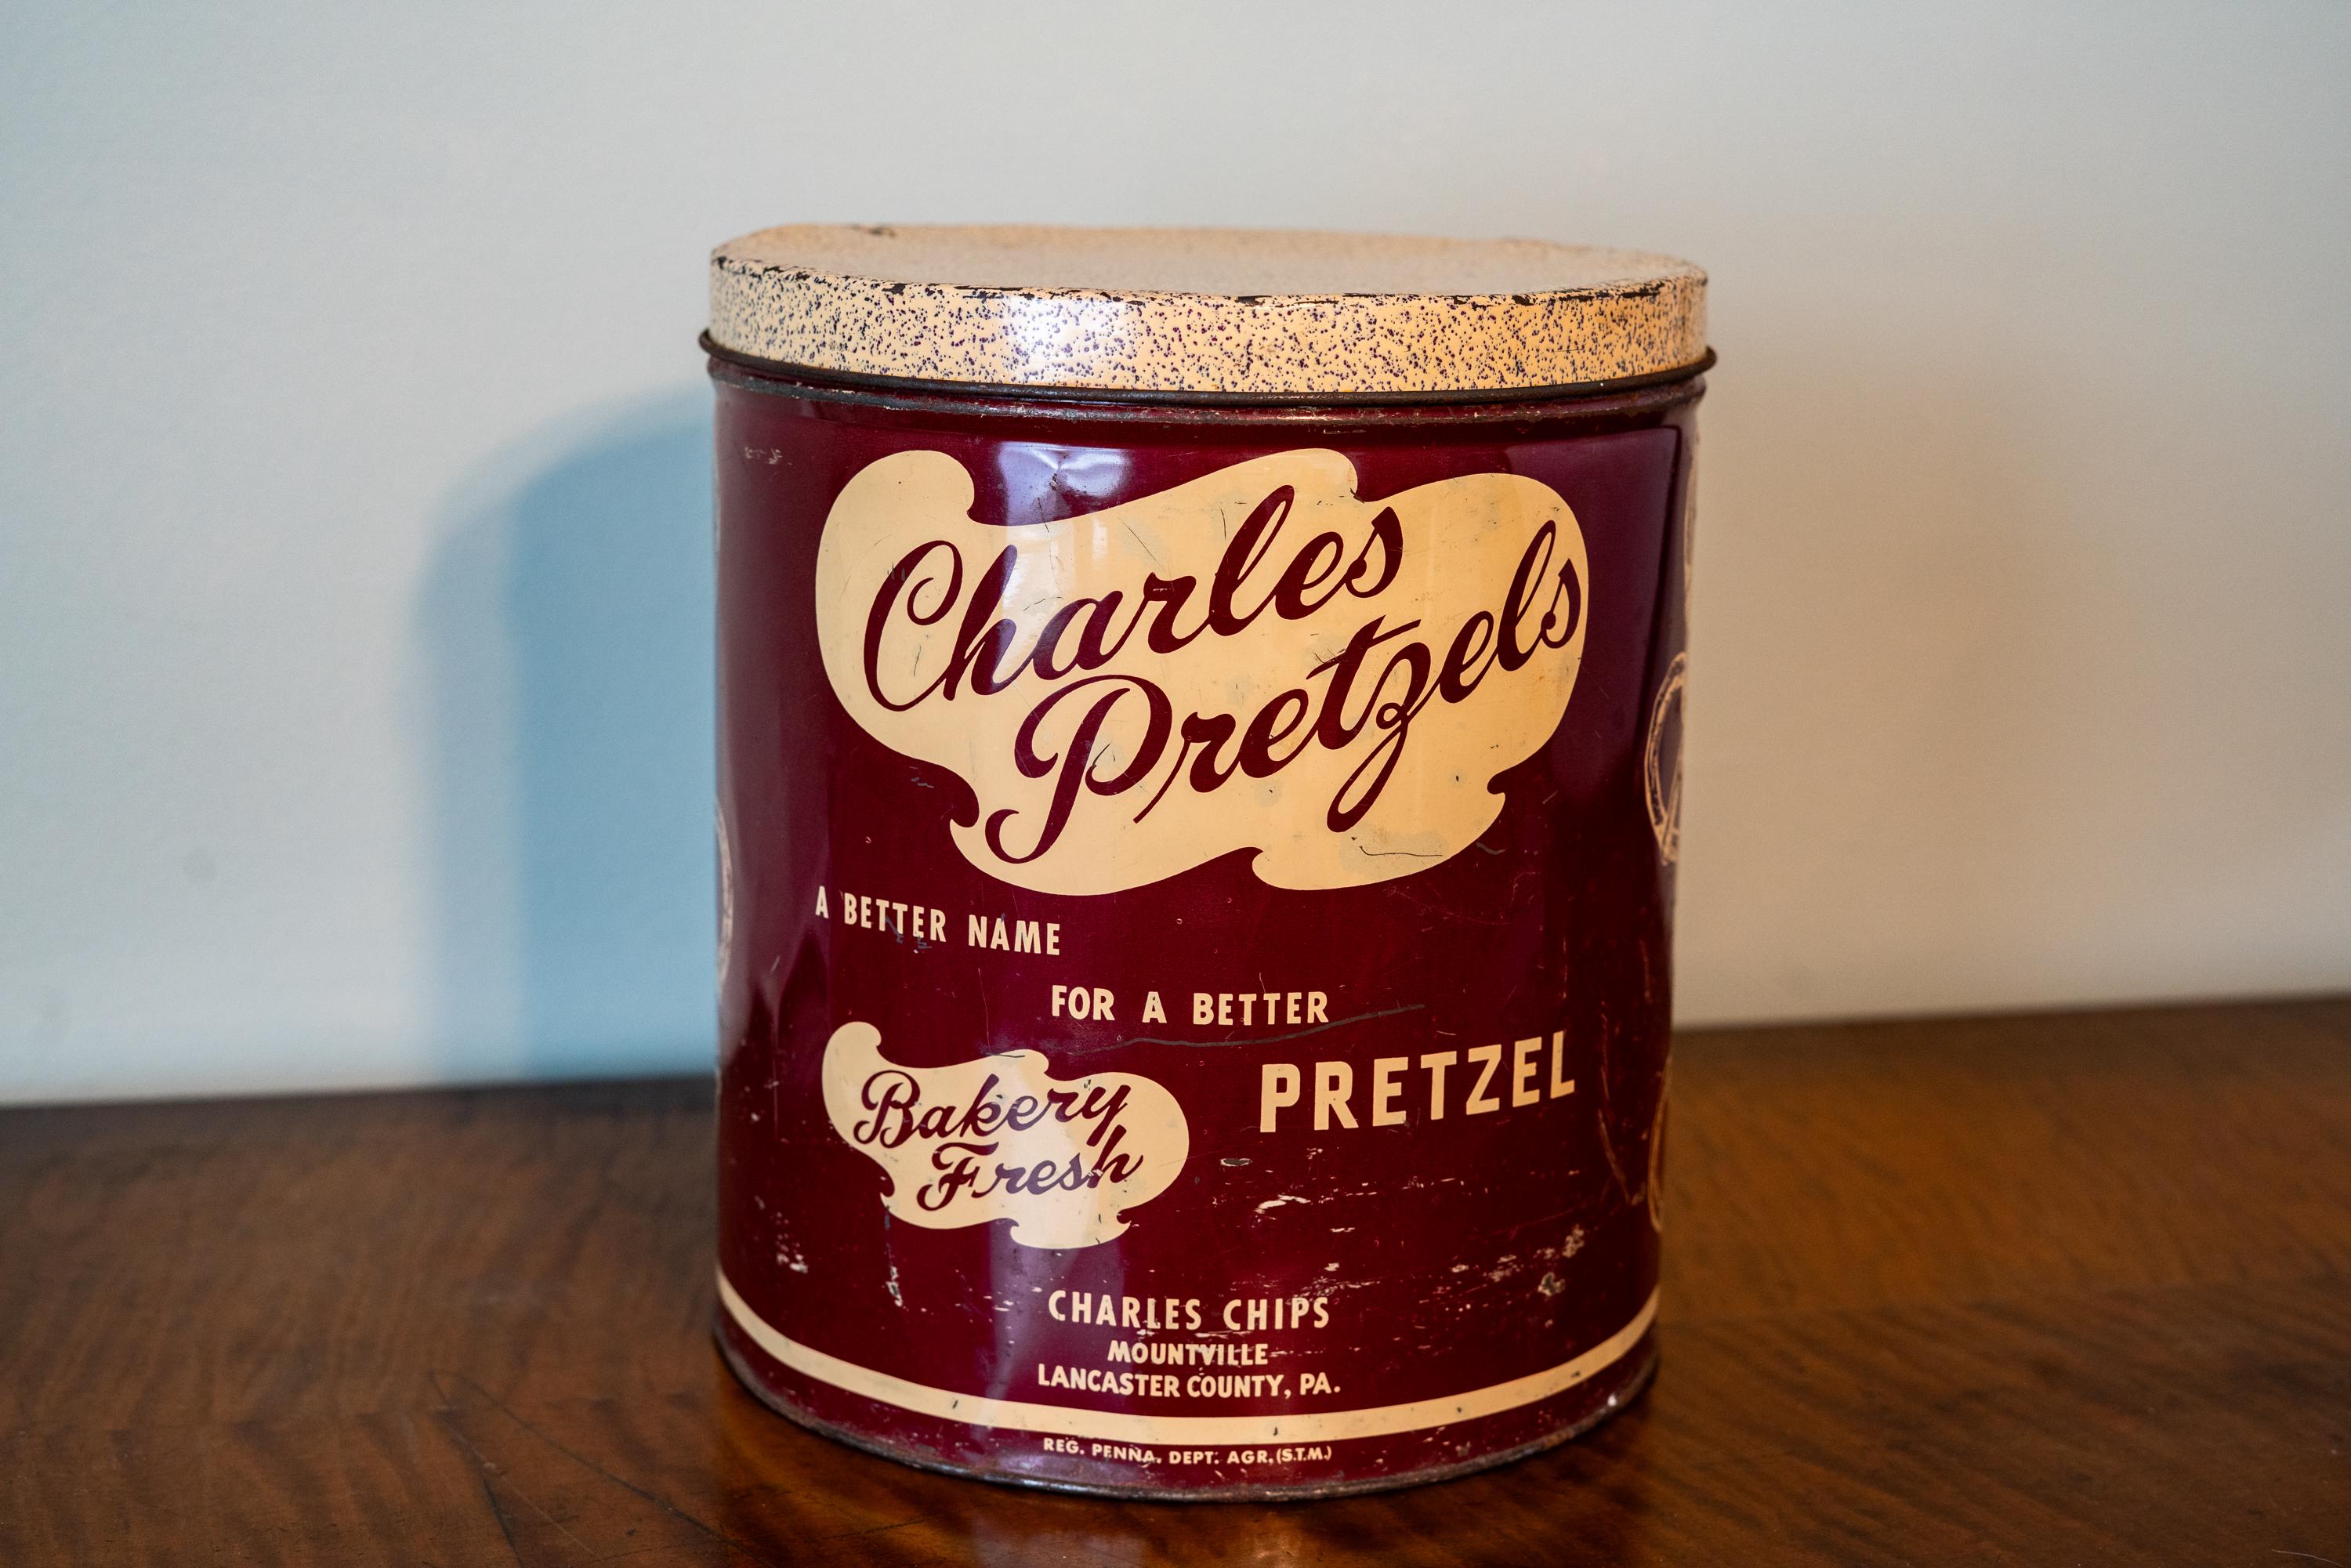 Charles
Pretzels
A BETTER NAME
FOR A BETTER
PRETZEL
Bakery
Fresh
CHARLES CHIPS
MOUNTVILLE
LANCASTER COUNTY, PA.
REG. PENNA. DEPT. AGR. (S.T.M.)